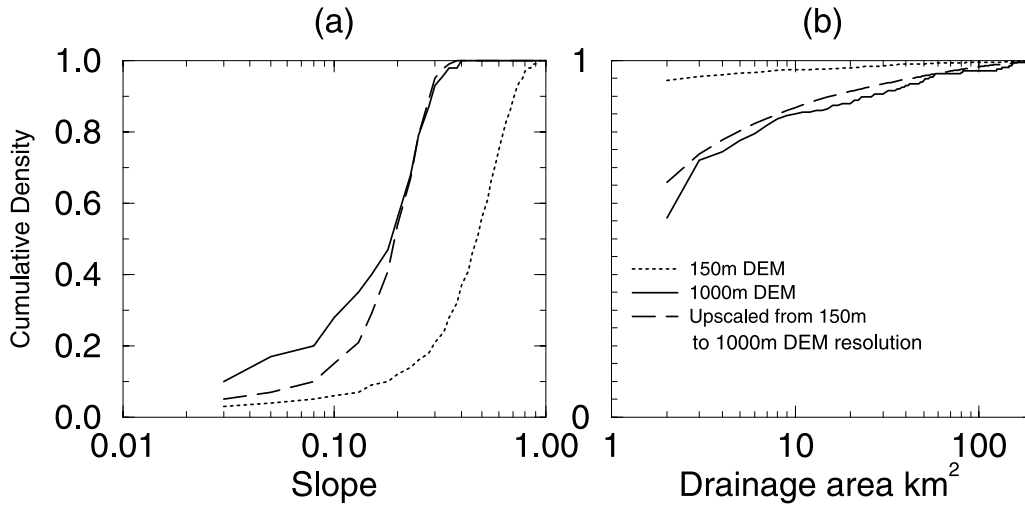 (a)
(b)
1.0
0.8
0.6
0.4
0.2
0.0
Cumulative Density
0.01
0.10
1.00
Slope
1
0
1
10
100
Drainage area km²
150m DEM
1000m DEM
Upscaled from 150m
to 1000m DEM resolution